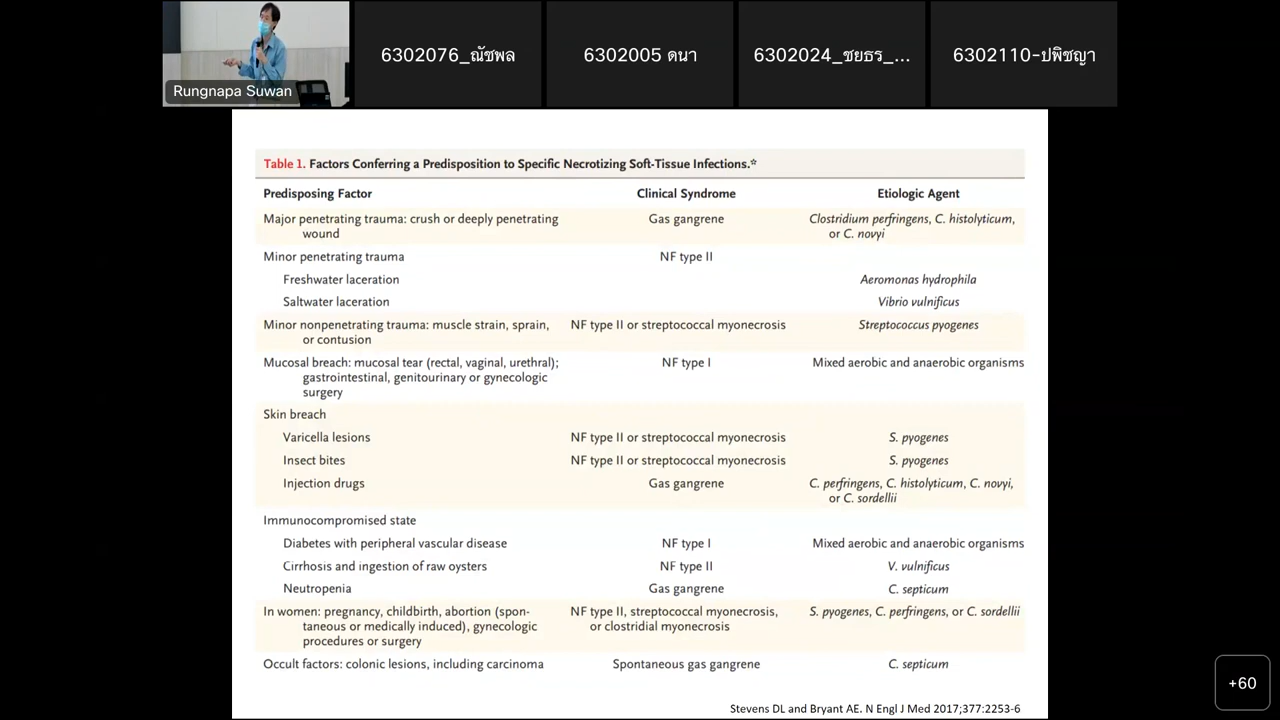 Rungnapa Suwan
6302076_ณัชพล
6302005 ดนา
6302024_ชยธร_...
6302110-ปพิชญา
Table 1. Factors Conferring a Predisposition to Specific Necrotizing Soft-Tissue Infections.*
Predisposing Factor Clinical Syndrome Etiologic Agent
Major penetrating trauma: crush or deeply penetrating Gas gangrene Clostridium perfringens, C. histolyticum,
wound or C. novyi
Minor penetrating trauma NF type II
Freshwater laceration Aeromonas hydrophila
Saltwater laceration Vibrio vulnificus
Minor nonpenetrating trauma: muscle strain, sprain, NF type II or streptococcal myonecrosis Streptococcus pyogenes
or contusion
Mucosal breach: mucosal tear (rectal, vaginal, urethral); NF type I Mixed aerobic and anaerobic organisms
gastrointestinal, genitourinary or gynecologic
surgery
Skin breach
Varicella lesions NF type II or streptococcal myonecrosis S. pyogenes
Insect bites NF type II or streptococcal myonecrosis S. pyogenes
Injection drugs Gas gangrene C. perfringens, C. histolyticum, C. novyi,
or C. sordellii
Immunocompromised state
Diabetes with peripheral vascular disease NF type I Mixed aerobic and anaerobic organisms
Cirrhosis and ingestion of raw oysters NF type II V. vulnificus
Neutropenia Gas gangrene C. septicum
In women: pregnancy, childbirth, abortion (spon- NF type II, streptococcal myonecrosis, S. pyogenes, C. perfringens, or C. sordellii
taneous or medically induced), gynecologic or clostridial myonecrosis
procedures or surgery
Occult factors: colonic lesions, including carcinoma Spontaneous gas gangrene C. septicum
+60
Stevens DL and Bryant AE. N Engl J Med 2017;377:2253-6